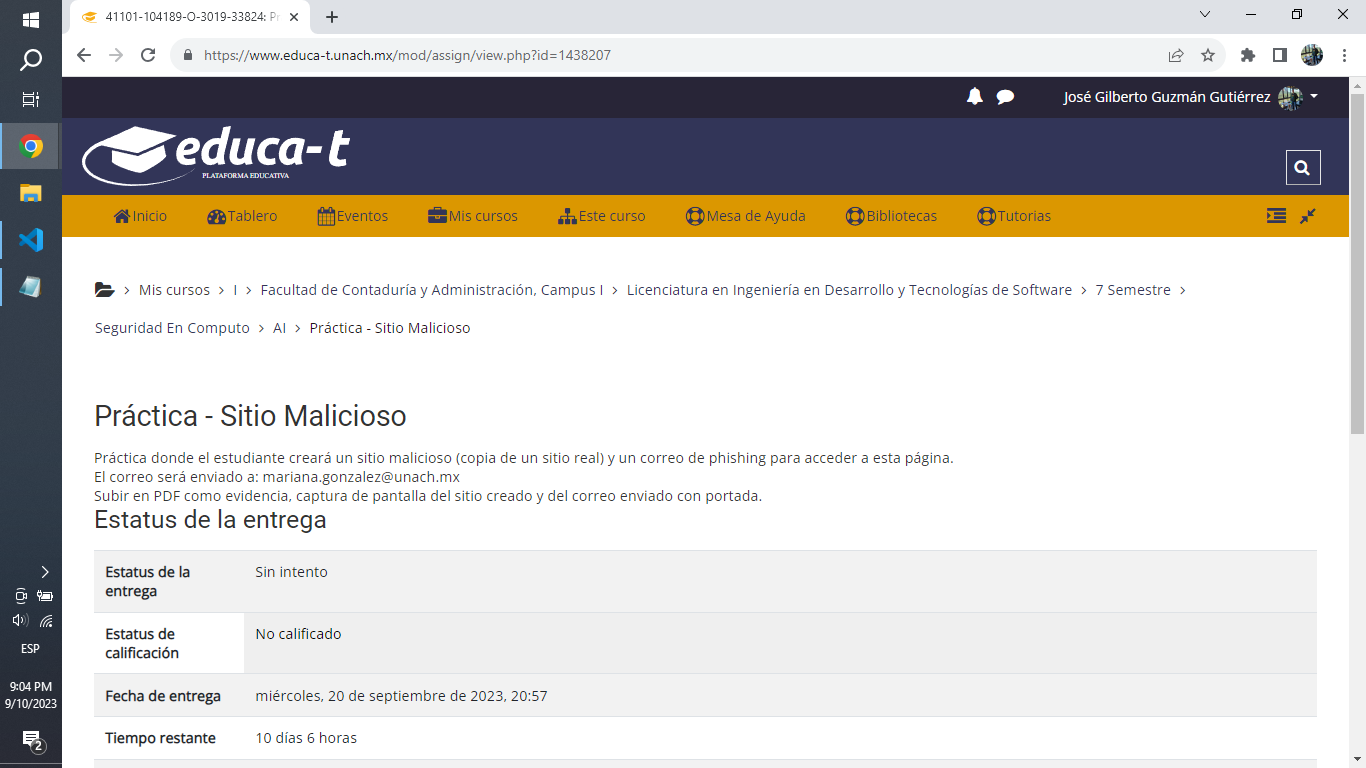 41101-104189-O-3019-33824: Pr
https://www.educa-t.unach.mx/mod/assign/view.php?id=1438207
José Gilberto Guzmán Gutiérrez
educa-t
PLATAFORMA EDUCATIVA
Inicio Tablero Eventos Mis cursos Este curso Mesa de Ayuda Bibliotecas Tutorias
> Mis cursos > I > Facultad de Contaduría y Administración, Campus I > Licenciatura en Ingeniería en Desarrollo y Tecnologías de Software > 7 Semestre >
Seguridad En Computo > AI > Práctica - Sitio Malicioso
Práctica - Sitio Malicioso
Práctica donde el estudiante creará un sitio malicioso (copia de un sitio real) y un correo de phishing para acceder a esta página.
El correo será enviado a: mariana.gonzalez@unach.mx
Subir en PDF como evidencia, captura de pantalla del sitio creado y del correo enviado con portada.
Estatus de la entrega
Estatus de la entrega Sin intento
Estatus de calificación No calificado
Fecha de entrega miércoles, 20 de septiembre de 2023, 20:57
Tiempo restante 10 días 6 horas
ESP
9:04 PM
9/10/2023
2